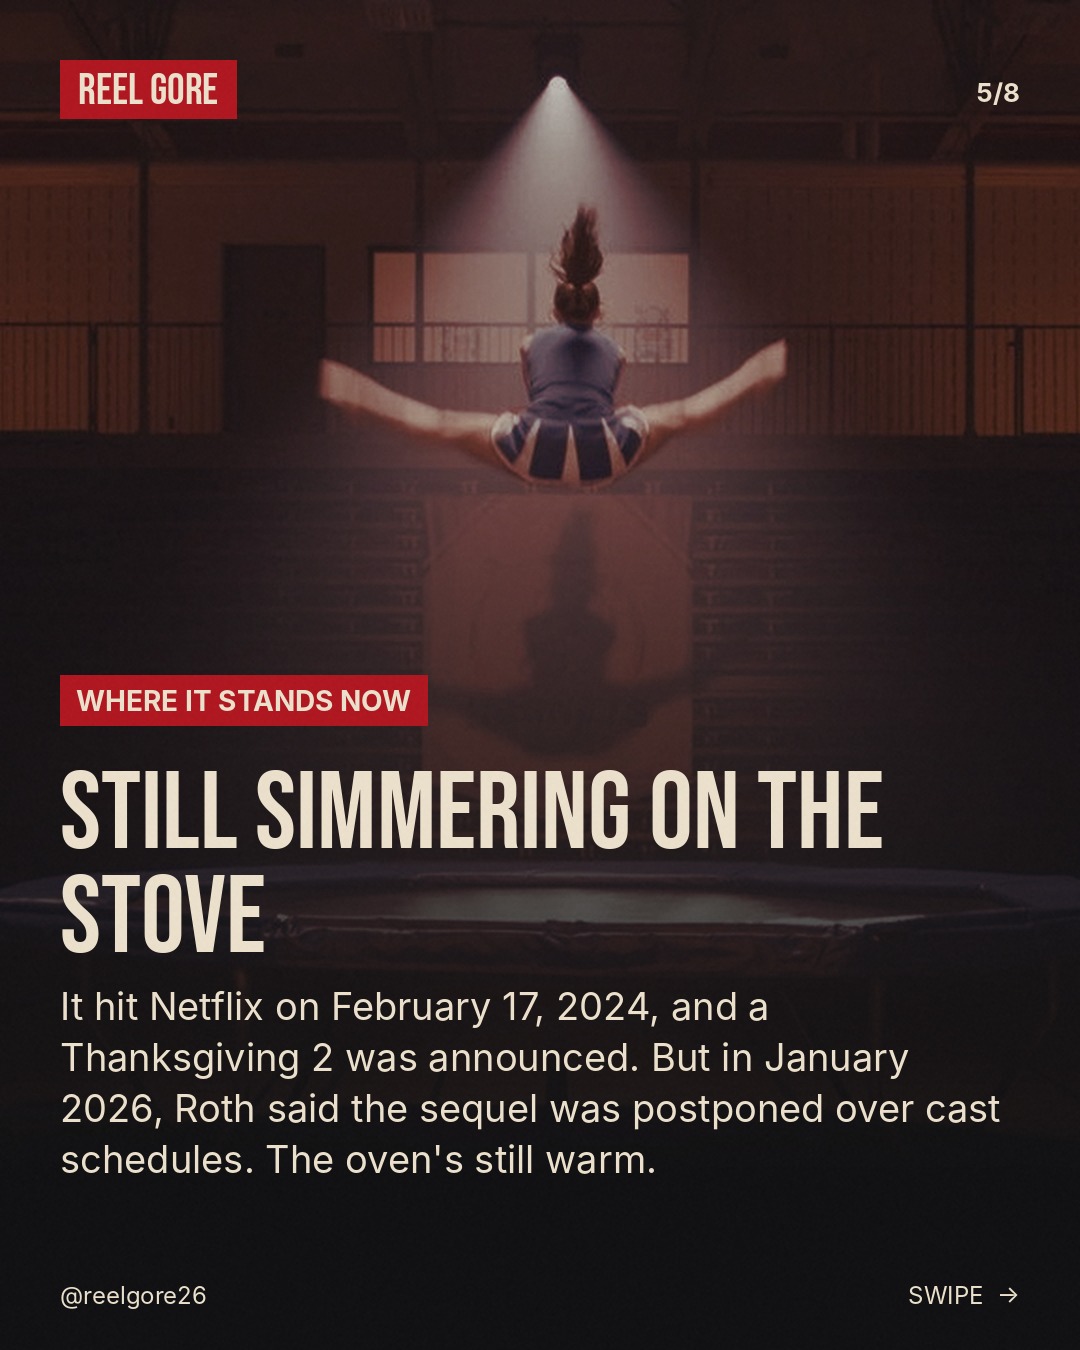 REEL GORE
5/8
WHERE IT STANDS NOW
STILL SIMMERING ON THE
STOVE
It hit Netflix on February 17, 2024, and a
Thanksgiving 2 was announced. But in January
2026, Roth said the sequel was postponed over cast
schedules. The oven's still warm.
@reelgore26
SWIPE →